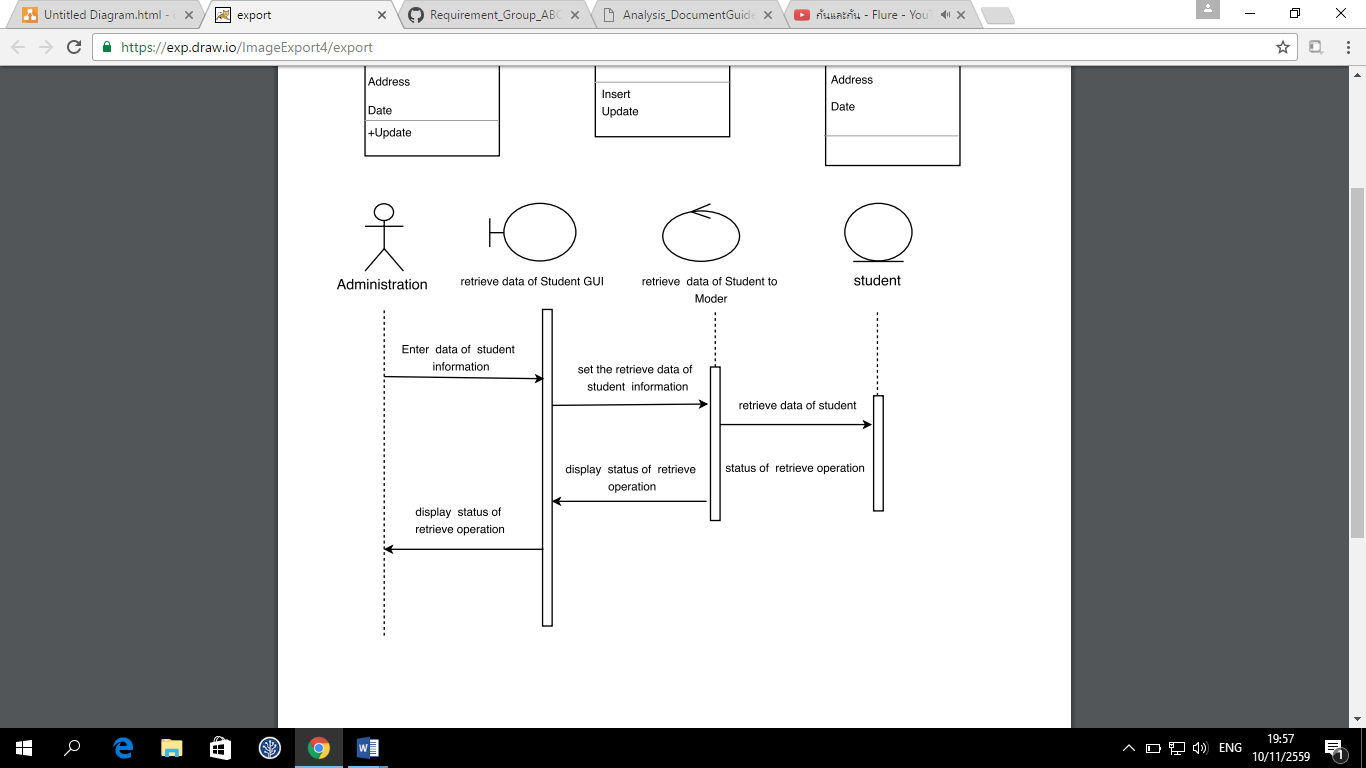 Untitled Diagram.html -
export
Requirement_Group_ABC
Analysis_DocumentGuide
กันและกัน - Flure - You
https://exp.draw.io/ImageExport4/export
Address
Date
+Update
Insert
Update
Address
Date
Administration
retrieve data of Student GUI
retrieve data of Student to
Moder
student
Enter data of student
information
set the retrieve data of
student information
retrieve data of student
display status of retrieve
operation
status of retrieve operation
display status of
retrieve operation
ENG
19:57
10/11/2559
1